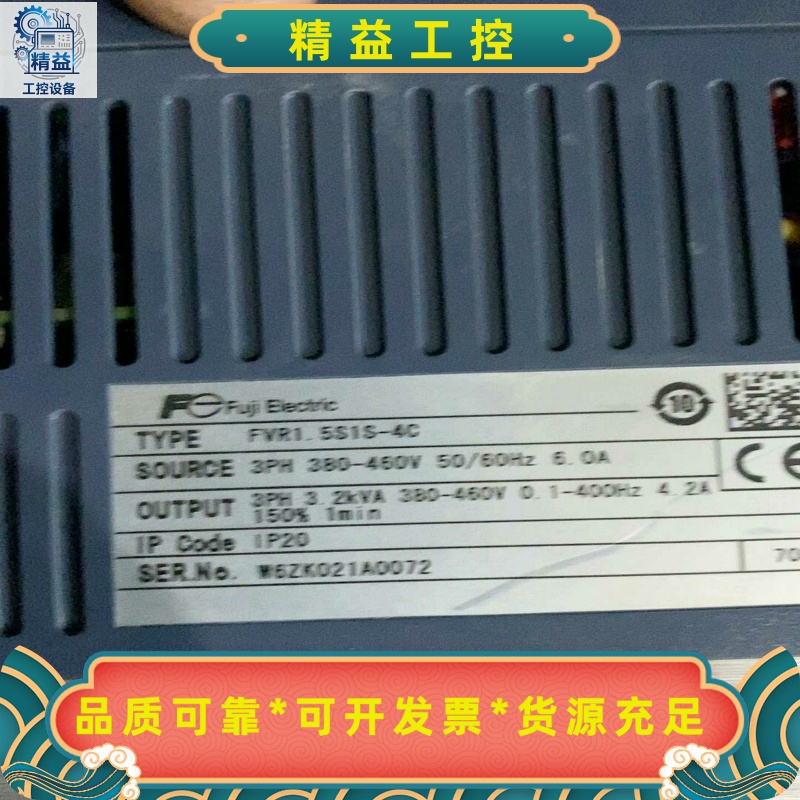 精益
工控设备
精益工控
Fe Fuji Electric
10
TYPE FVR1.5S1S-4C
SOURCE 3PH 380-460V 50/60Hz 6.0A
CE
OUTPUT 3PH 3.2kVA 380-460V 0.1-400Hz 4.2A
150% 1min
IP Code IP20
SER.No. W6ZK021A0072
70
品质可靠*可开发票*货源充足